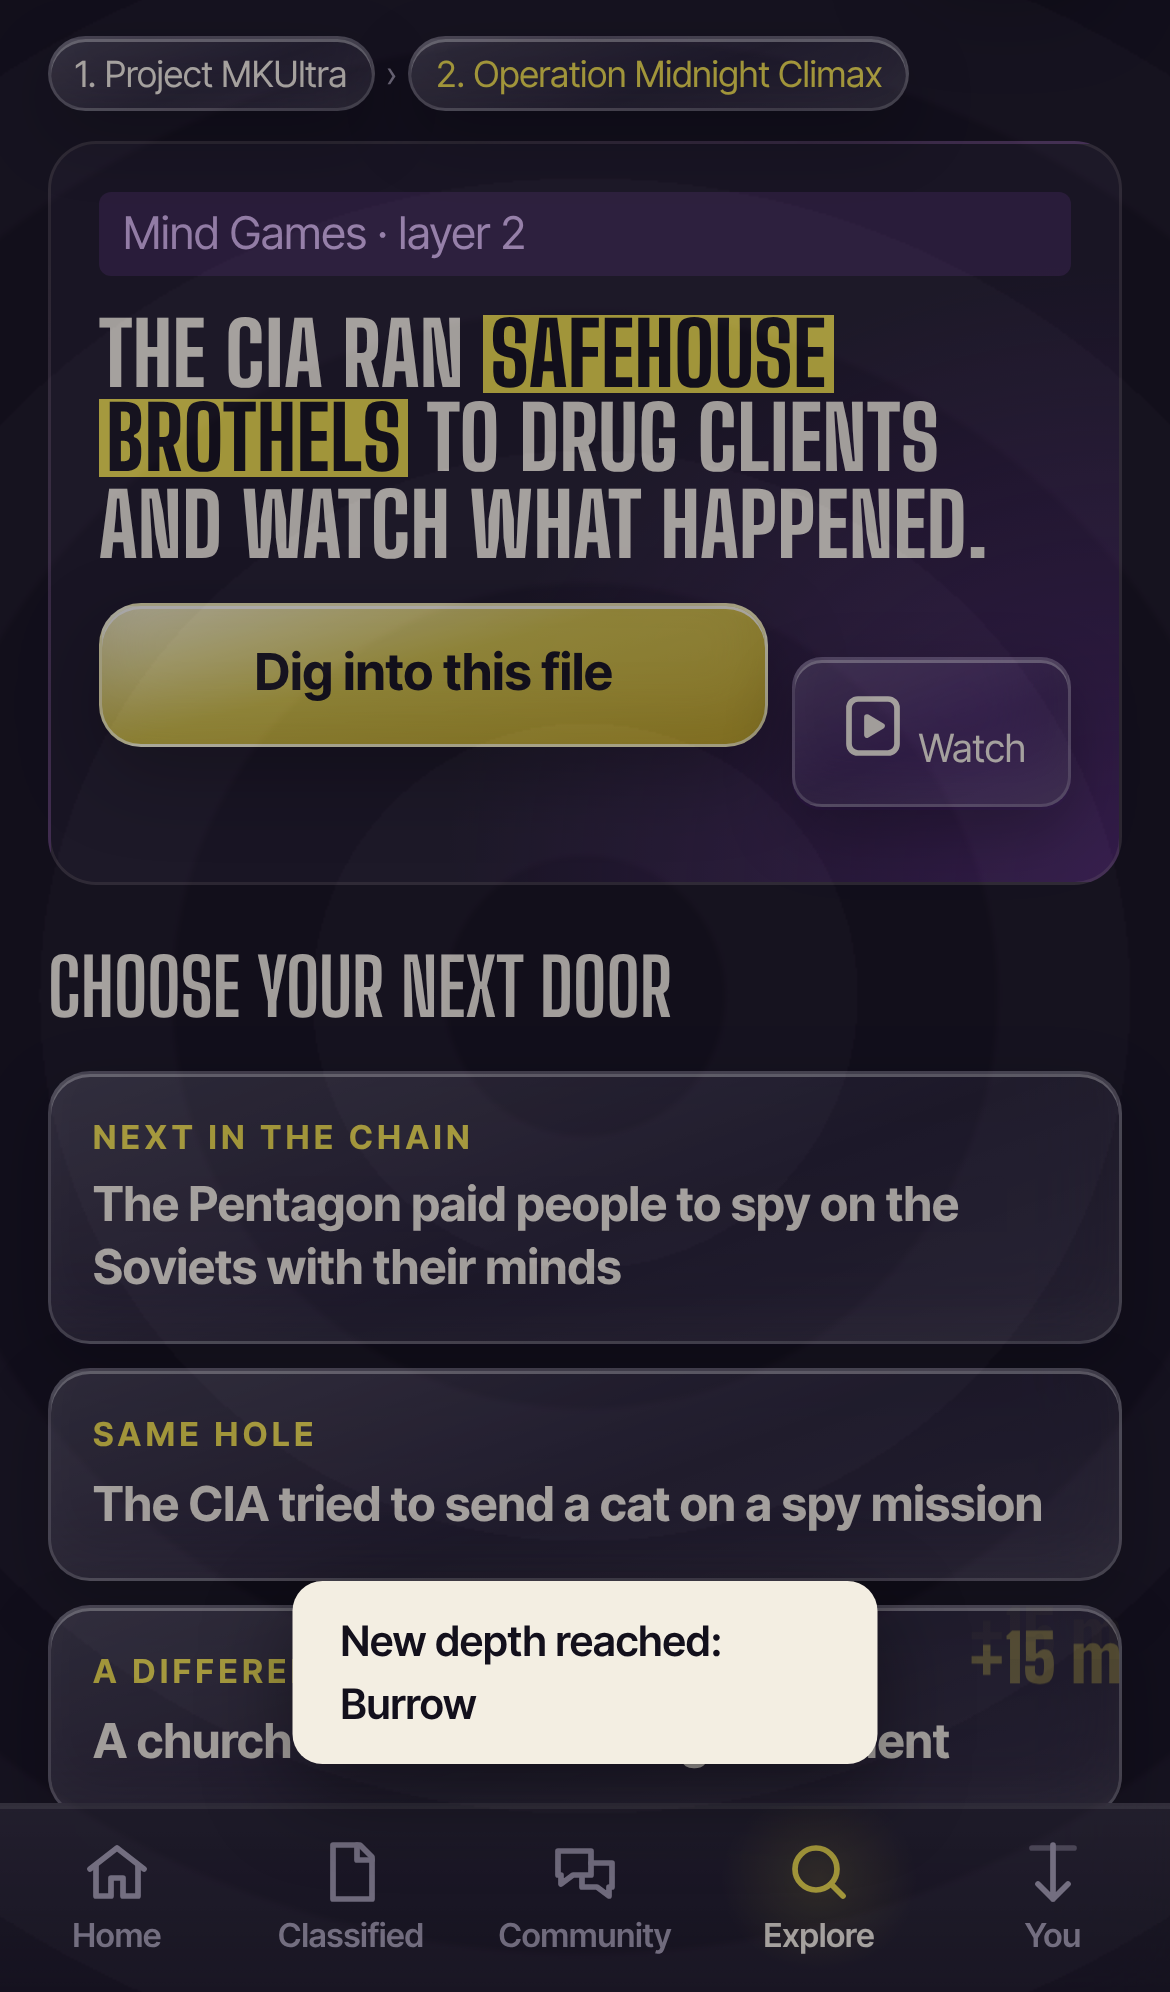 1. Project MKUltra › 2. Operation Midnight Climax
Mind Games · layer 2
THE CIA RAN SAFEHOUSE
BROTHELS TO DRUG CLIENTS
AND WATCH WHAT HAPPENED.
Dig into this file
Watch
CHOOSE YOUR NEXT DOOR
NEXT IN THE CHAIN
The Pentagon paid people to spy on the
Soviets with their minds
SAME HOLE
The CIA tried to send a cat on a spy mission
New depth reached:
Burrow
+15 m
A
A church
Home
Classified
Community
Explore
You